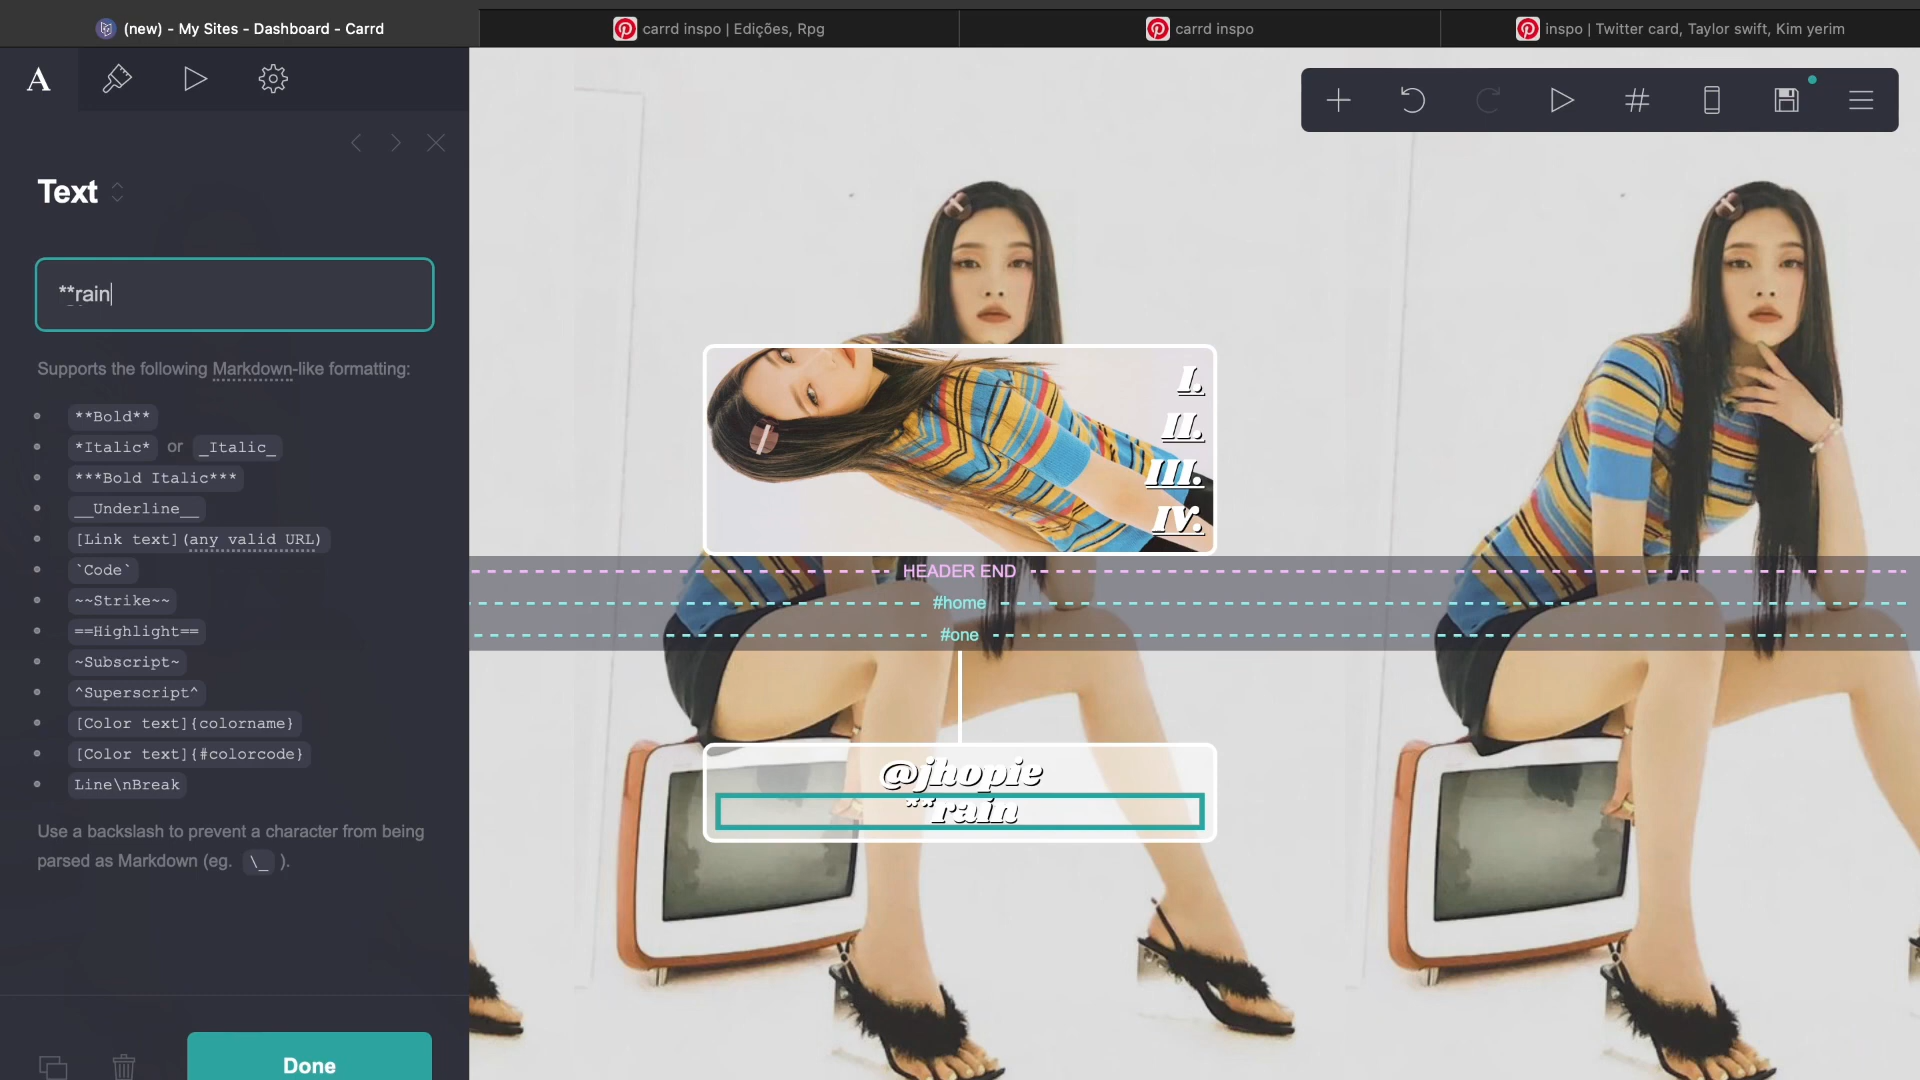 (new) - My Sites - Dashboard - Carrd
carrd inspo | Edições, Rpg
carrd inspo
inspo | Twitter card, Taylor swift, Kim yerim
A
Text
**rain
Supports the following Markdown-like formatting:
**Bold**
*Italic* or _Italic_
***Bold Italic***
__Underline__
[Link text](any valid URL)
`Code`
~~Strike~~
==Highlight==
~Subscript~
^Superscript^
[Color text]{colorname}
[Color text]{#colorcode}
Line\nBreak
Use a backslash to prevent a character from being
parsed as Markdown (eg. \_ ).
Done
I.
II.
III.
IV.
HEADER END
#home
#one
@jhopie
**rain